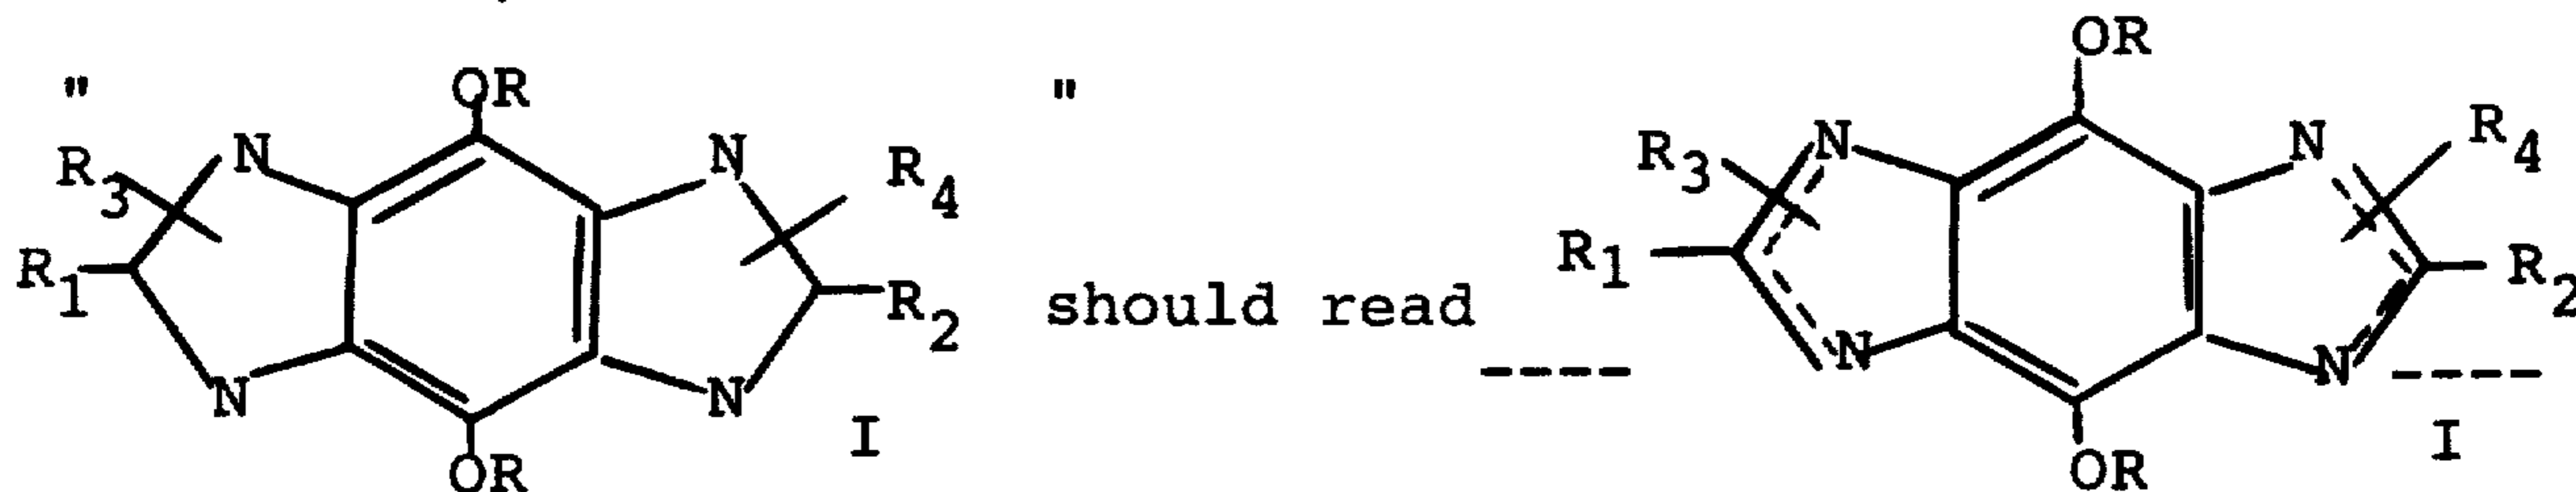 " OR " OR
R3 N N R4 R3 N N R4
R1 R2 should read R1 R2
N N ---- N N ----
OR I OR I